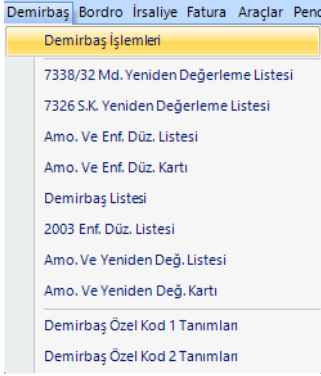 Demirbaş Bordro İrsaliye Fatura Araçlar Penc
Demirbaş İşlemleri
7338/32 Md. Yeniden Değerleme Listesi
7326 S.K. Yeniden Değerleme Listesi
Amo. Ve Enf. Düz. Listesi
Amo. Ve Enf. Düz. Kartı
Demirbaş Listesi
2003 Enf. Düz. Listesi
Amo. Ve Yeniden Değ. Listesi
Amo. Ve Yeniden Değ. Kartı
Demirbaş Özel Kod 1 Tanımları
Demirbaş Özel Kod 2 Tanımları